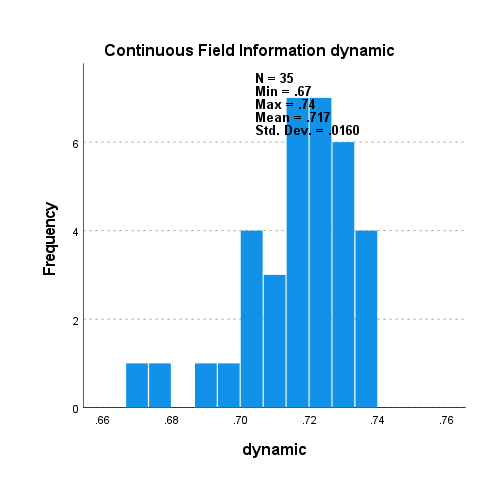 Continuous Field Information dynamic
N = 35
Min = .67
Max = .74
Mean = .717
Std. Dev. = .0160
Frequency
6
4
2
0
.66 .68 .70 .72 .74 .76
dynamic